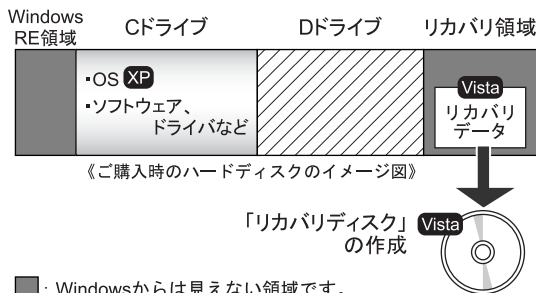 Windows
RE領域
Cドライブ
Dドライブ
リカバリ領域
・OS XP
・ソフトウェア、
ドライバなど
Vista
リカバリ
データ
《ご購入時のハードディスクのイメージ図》
「リカバリディスク」
の作成
Vista
：Windowsからは見えない領域です。